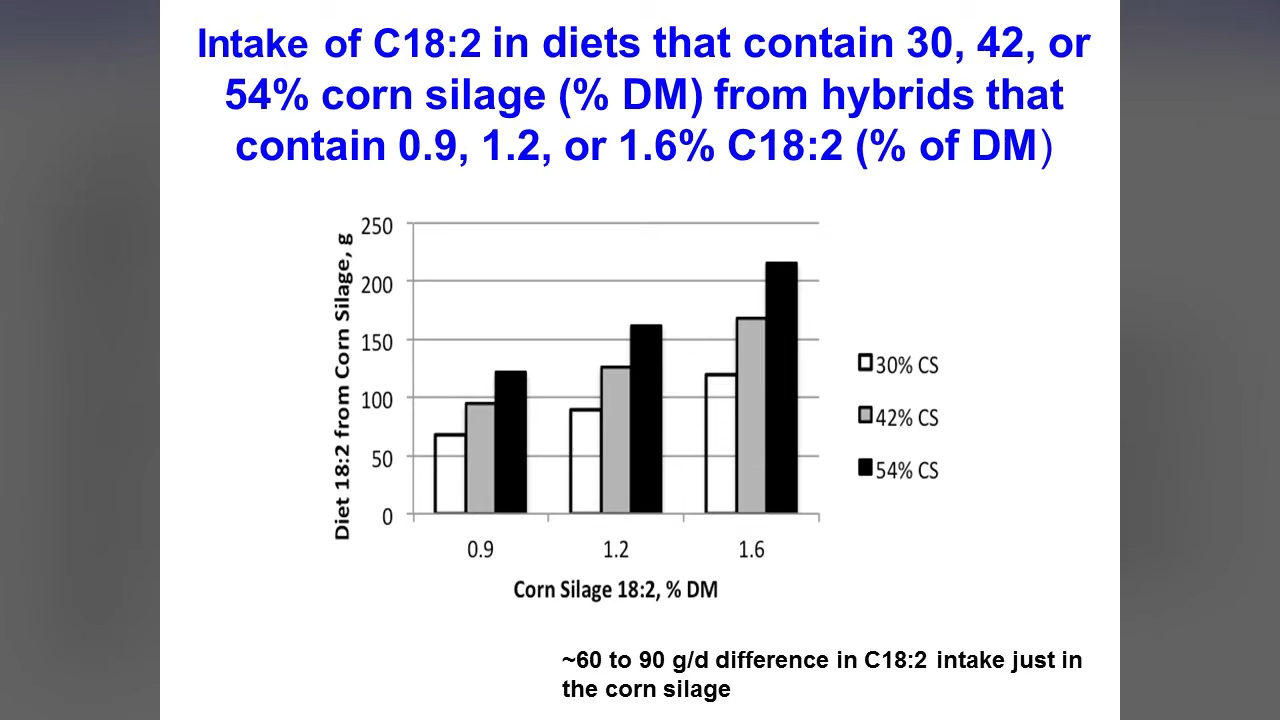 Intake of C18:2 in diets that contain 30, 42, or
54% corn silage (% DM) from hybrids that
contain 0.9, 1.2, or 1.6% C18:2 (% of DM)
Diet 18:2 from Corn Silage, g
250
200
150
100
50
0
0.9 1.2 1.6
Corn Silage 18:2, % DM
30% CS
42% CS
54% CS
~60 to 90 g/d difference in C18:2 intake just in
the corn silage